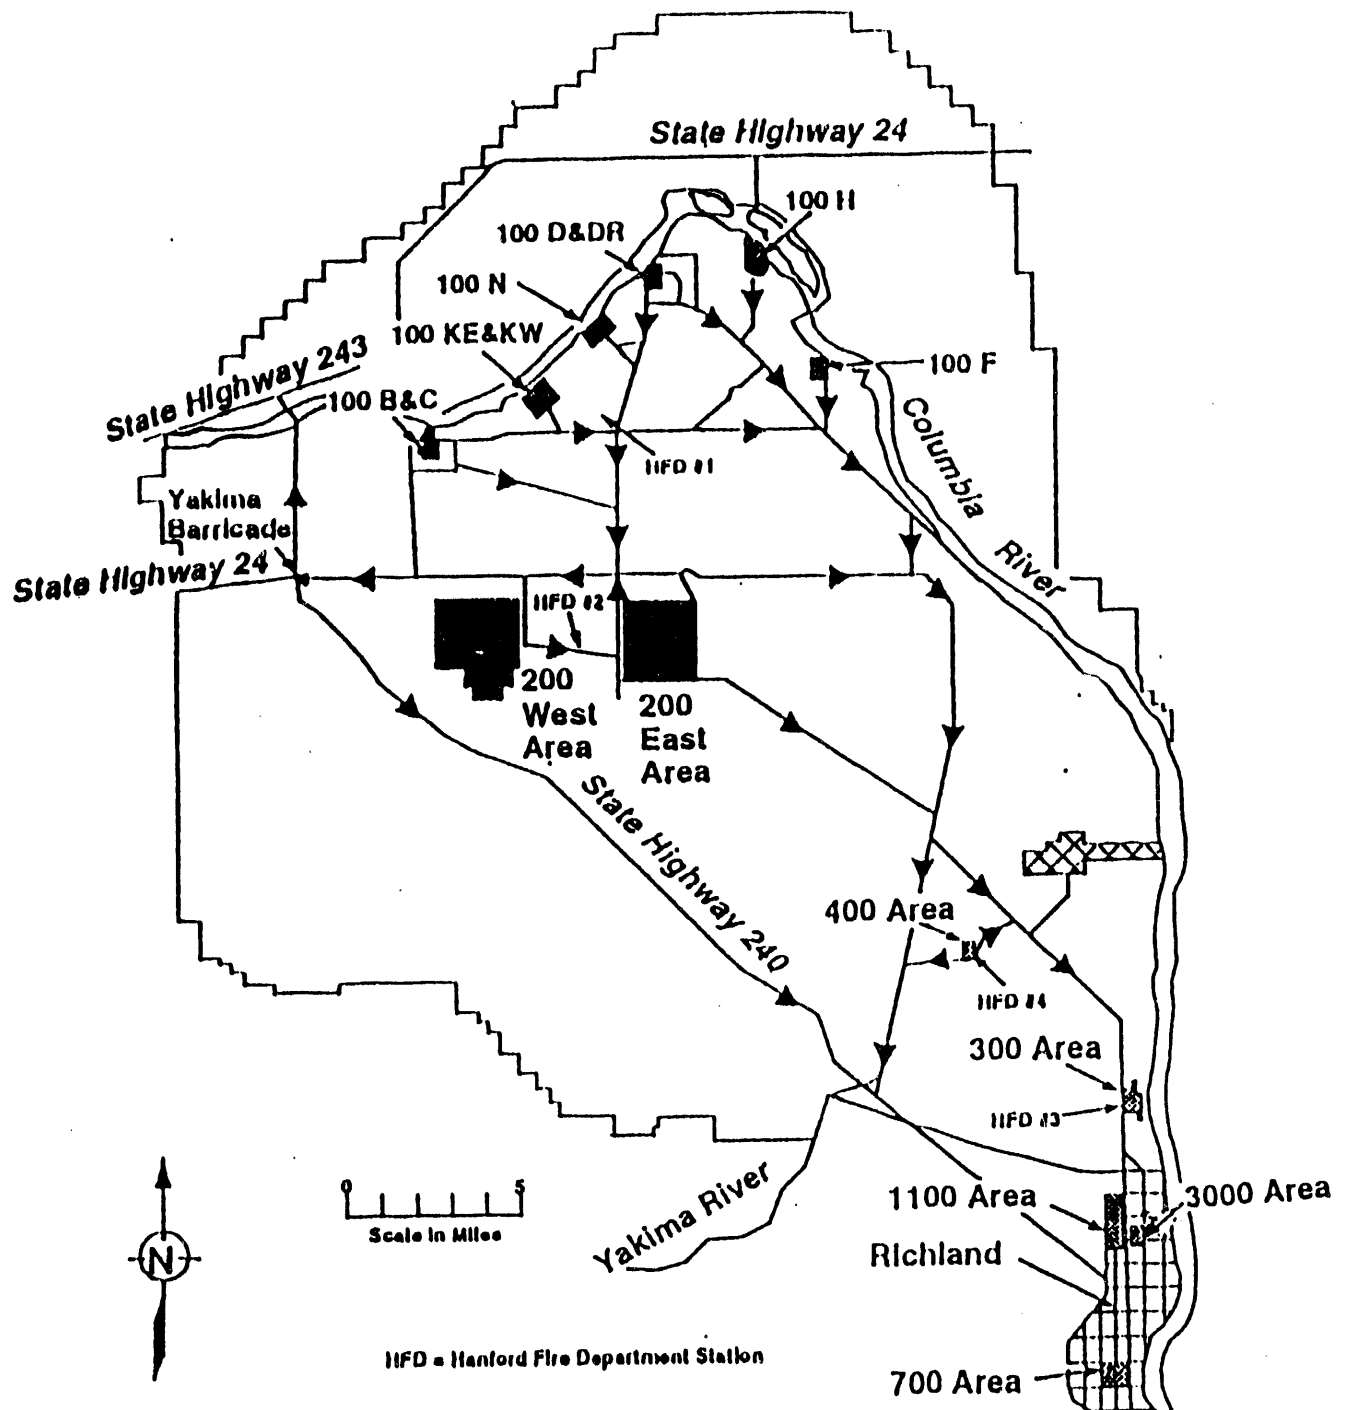 State Highway 24
100 H
100 D&DR
100 N
100 KE&KW
State Highway 243
100 F
100 B&C
Columbia
River
HFD #1
Yakima
Barricade
State Highway 24
HFD #2
200
West
Area
200
East
Area
State Highway 240
400 Area
HFD #4
300 Area
HFD #3
1100 Area
3000 Area
Yakima River
Richland
0
5
Scale in Miles
N
HFD = Hanford Fire Department Station
700 Area